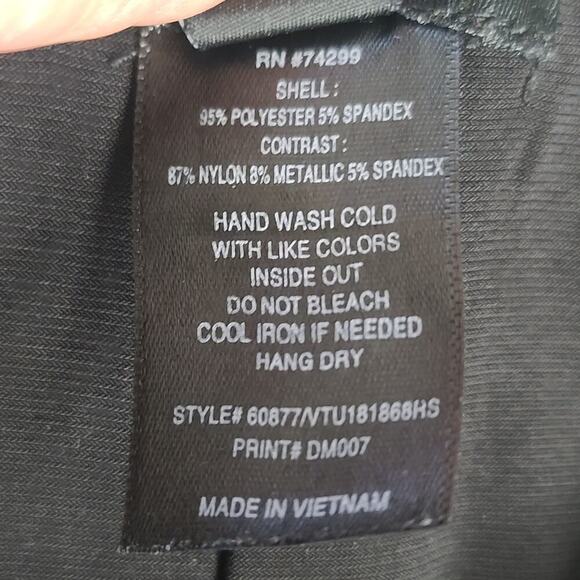 RN #74299
SHELL:
95% POLYESTER 5% SPANDEX
CONTRAST:
87% NYLON 8% METALLIC 5% SPANDEX
HAND WASH COLD
WITH LIKE COLORS
INSIDE OUT
DO NOT BLEACH
COOL IRON IF NEEDED
HANG DRY
STYLE# 60877/VTU181868HS
PRINT# DM007
MADE IN VIETNAM